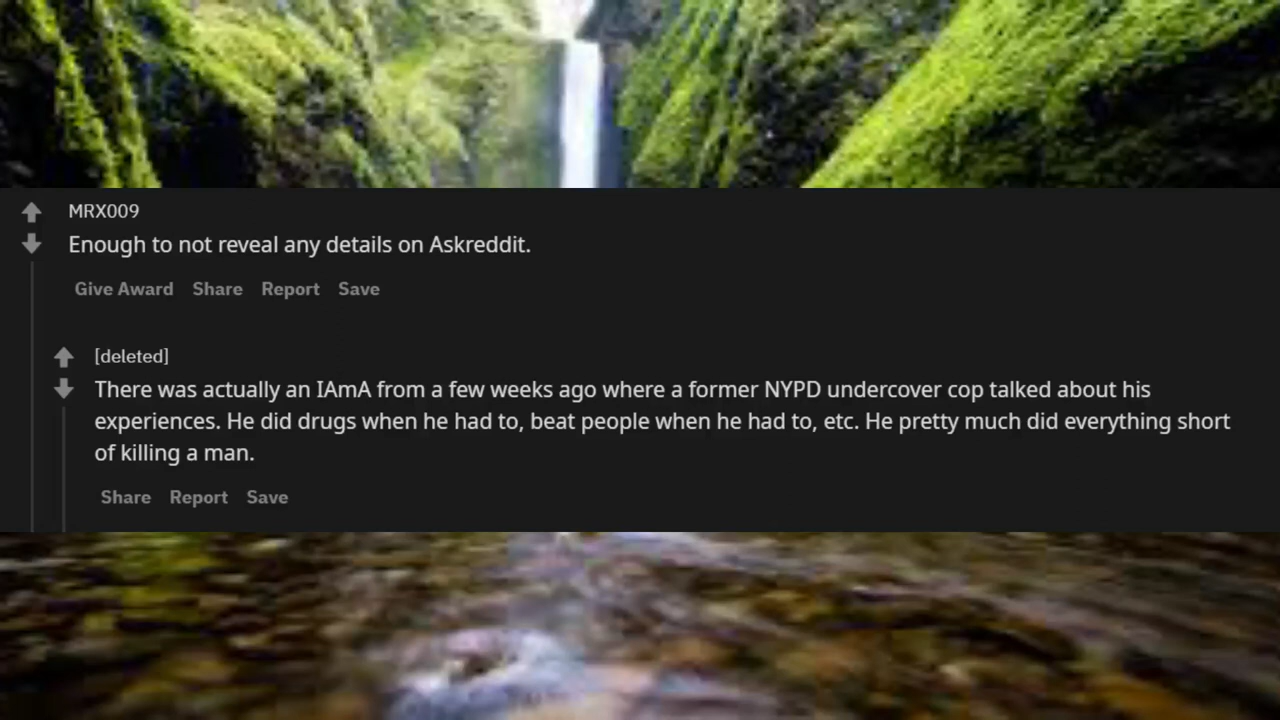 MRX009
Enough to not reveal any details on Askreddit.
Give Award Share Report Save
[deleted]
There was actually an IAmA from a few weeks ago where a former NYPD undercover cop talked about his
experiences. He did drugs when he had to, beat people when he had to, etc. He pretty much did everything short
of killing a man.
Share Report Save